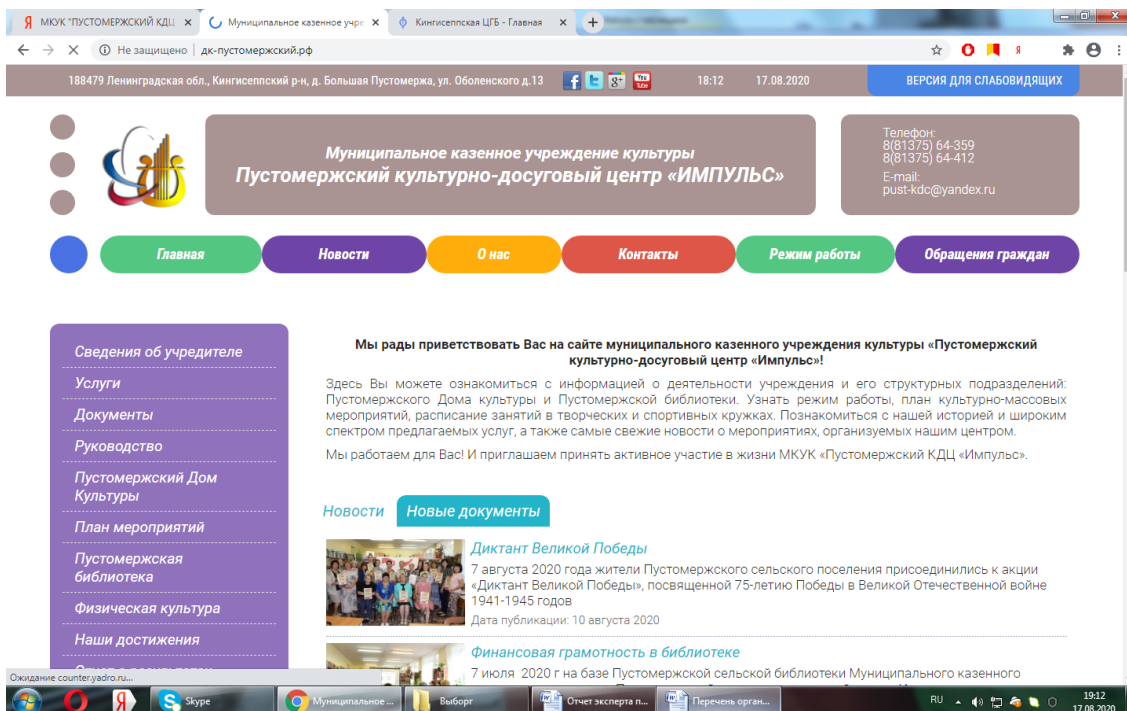 МКУК "ПУСТОМЕРЖСКИЙ КДЦ
Муниципальное казенное учре
Кингисеппская ЦГБ - Главная
Не защищено | дк-пустомержский.рф
188479 Ленинградская обл., Кингисеппский р-н, д. Большая Пустомержа, ул. Оболенского д.13
You Tube
18:12
17.08.2020
ВЕРСИЯ ДЛЯ СЛАБОВИДЯЩИХ
Муниципальное казенное учреждение культуры
Пустомержский культурно-досуговый центр «ИМПУЛЬС»
Телефон:
8(81375) 64-359
8(81375) 64-412
E-mail:
pust-kdc@yandex.ru
Главная
Новости
О нас
Контакты
Режим работы
Обращения граждан
Сведения об учредителе
Услуги
Документы
Руководство
Пустомержский Дом
Культуры
План мероприятий
Пустомержская
библиотека
Физическая культура
Наши достижения
Мы рады приветствовать Вас на сайте муниципального казенного учреждения культуры «Пустомержский
культурно-досуговый центр «Импульс»!
Здесь Вы можете ознакомиться с информацией о деятельности учреждения и его структурных подразделений:
Пустомержского Дома культуры и Пустомержской библиотеки. Узнать режим работы, план культурно-массовых
мероприятий, расписание занятий в творческих и спортивных кружках. Познакомиться с нашей историей и широким
спектром предлагаемых услуг, а также самые свежие новости о мероприятиях, организуемых нашим центром.
Мы работаем для Вас! И приглашаем принять активное участие в жизни МКУК «Пустомержский КДЦ «Импульс».
Новости
Новые документы
Диктант Великой Победы
7 августа 2020 года жители Пустомержского сельского поселения присоединились к акции
«Диктант Великой Победы», посвященной 75-летию Победы в Великой Отечественной войне
1941-1945 годов
Дата публикации: 10 августа 2020
Финансовая грамотность в библиотеке
7 июля 2020 г на базе Пустомержской сельской библиотеки Муниципального казенного
Ожидание counter.yadro.ru...
Skype
Муниципальное ...
Выборг
Отчет эксперта п...
Перечень орган...
RU
19:12
17.08.2020